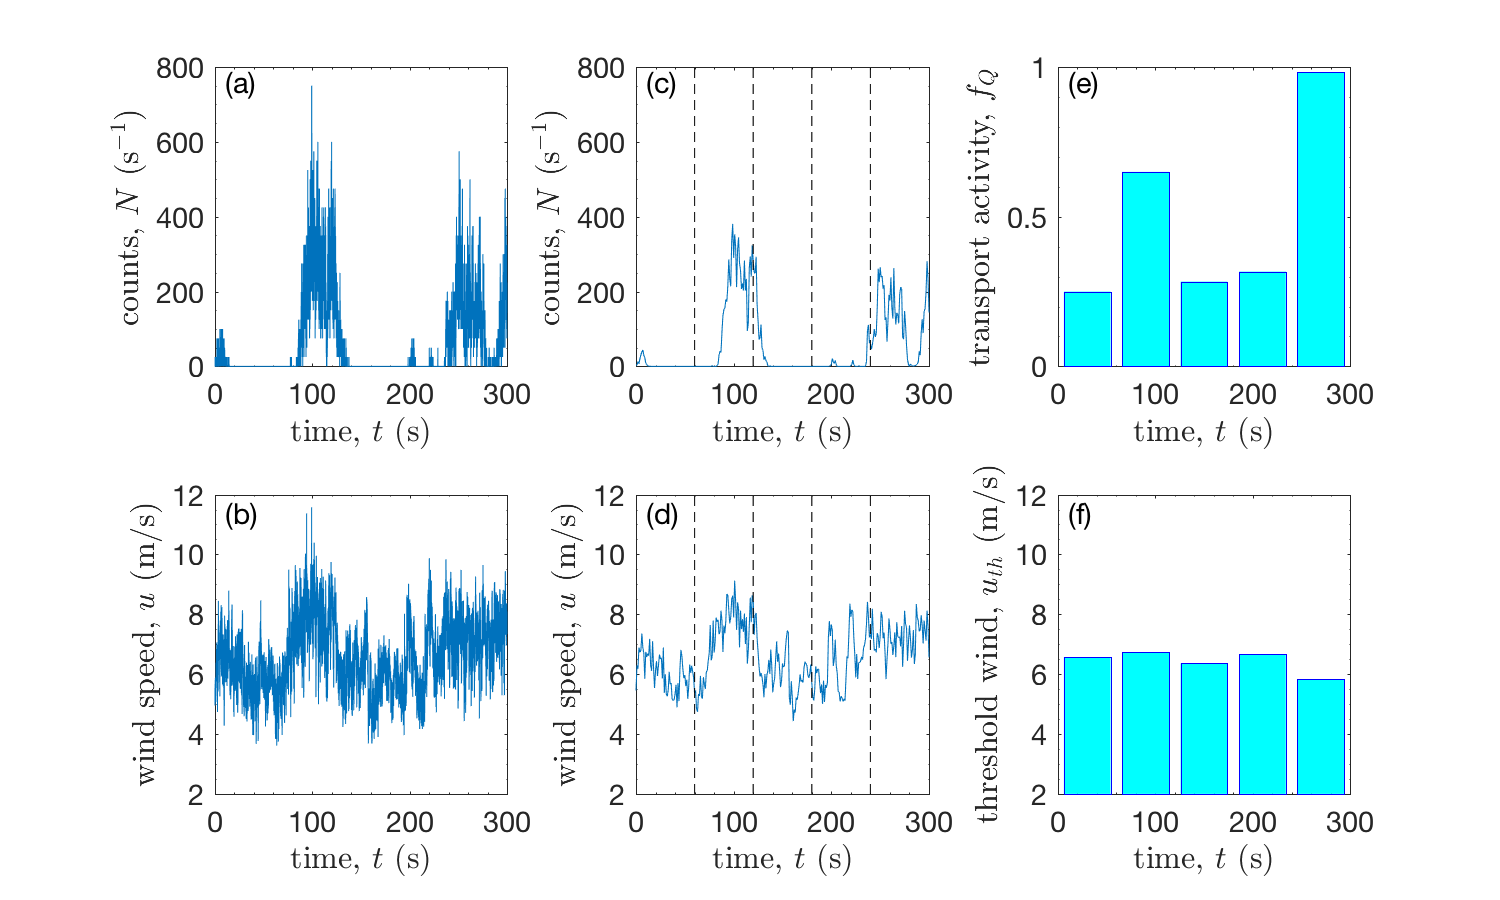 (a)
800
600
400
200
0
counts, N (s⁻¹)
0 100 200 300
time, t (s)
(c)
800
600
400
200
0
counts, N (s⁻¹)
0 100 200 300
time, t (s)
(e)
1
0.5
0
transport activity, f_Q
0 100 200 300
time, t (s)
(b)
12
10
8
6
4
2
wind speed, u (m/s)
0 100 200 300
time, t (s)
(d)
12
10
8
6
4
2
wind speed, u (m/s)
0 100 200 300
time, t (s)
(f)
12
10
8
6
4
2
threshold wind, u_th (m/s)
0 100 200 300
time, t (s)